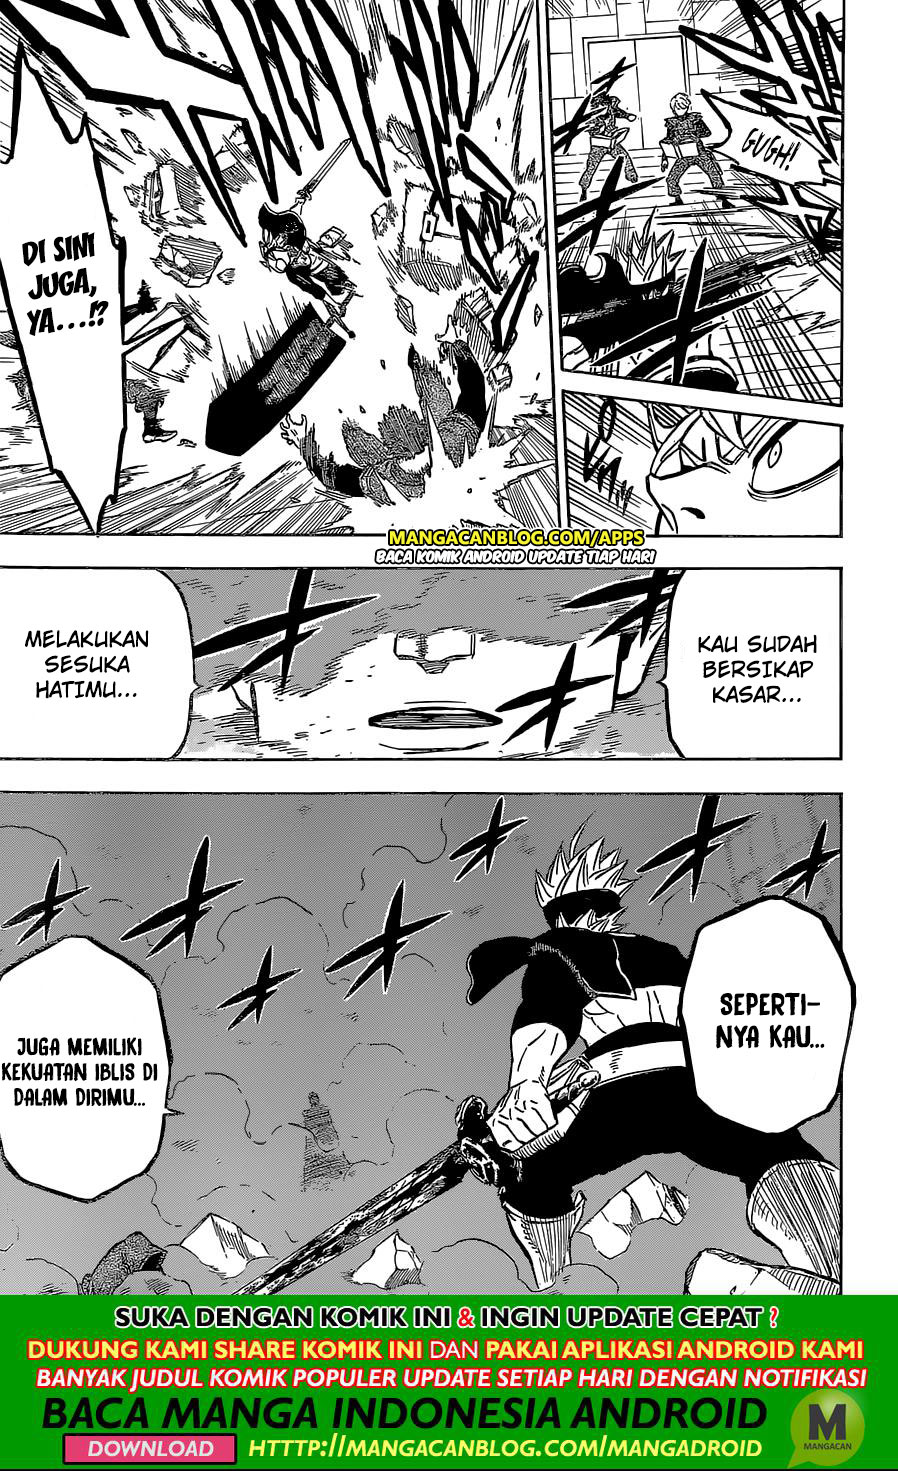 GUGH!
DI SINI
JUGA,
YA...!?
MANGACANBLOG.COM/APPS
BACA KOMIK ANDROID UPDATE TIAP HARI
KAU SUDAH
BERSIKAP
KASAR...
MELAKUKAN
SESUKA
HATIMU...
SEPERTI-
NYA KAU...
JUGA MEMILIKI
KEKUATAN IBLIS DI
DALAM DIRIMU...
SUKA DENGAN KOMIK INI & INGIN UPDATE CEPAT ?
DUKUNG KAMI SHARE KOMIK INI DAN PAKAI APLIKASI ANDROID KAMI
BANYAK JUDUL KOMIK POPULER UPDATE SETIAP HARI DENGAN NOTIFIKASI
BACA MANGA INDONESIA ANDROID
DOWNLOAD HTTTP://MANGACANBLOG.COM/MANGADROID
M
MANGACAN